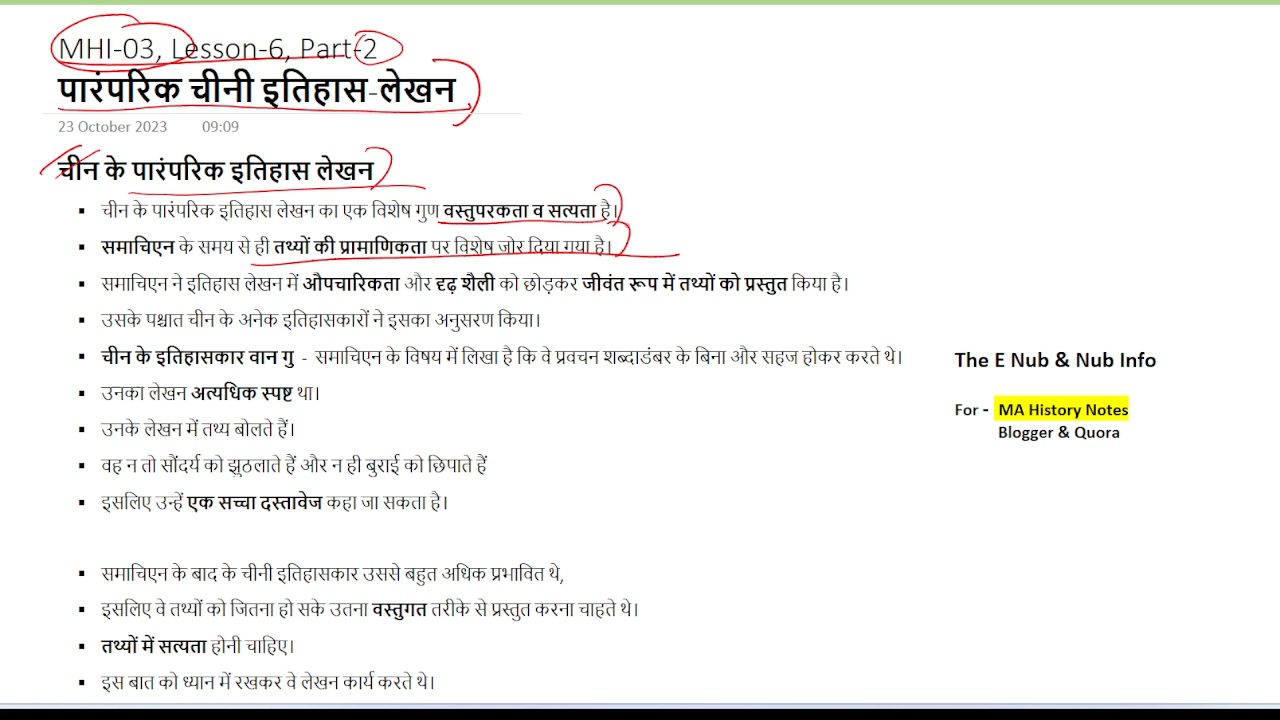 MHI-03, Lesson-6, Part-2
पारंपरिक चीनी इतिहास-लेखन
23 October 2023 09:09
चीन के पारंपरिक इतिहास लेखन
▪ चीन के पारंपरिक इतिहास लेखन का एक विशेष गुण वस्तुपरकता व सत्यता है।
▪ समाचिएन के समय से ही तथ्यों की प्रामाणिकता पर विशेष जोर दिया गया है।
▪ समाचिएन ने इतिहास लेखन में औपचारिकता और दृढ़ शैली को छोड़कर जीवंत रूप में तथ्यों को प्रस्तुत किया है।
▪ उसके पश्चात चीन के अनेक इतिहासकारों ने इसका अनुसरण किया।
▪ चीन के इतिहासकार वान गु - समाचिएन के विषय में लिखा है कि वे प्रवचन शब्दाडंबर के बिना और सहज होकर करते थे।
The E Nub & Nub Info
▪ उनका लेखन अत्यधिक स्पष्ट था।
For - MA History Notes
▪ उनके लेखन में तथ्य बोलते हैं।
Blogger & Quora
▪ वह न तो सौंदर्य को झुठलाते हैं और न ही बुराई को छिपाते हैं
▪ इसलिए उन्हें एक सच्चा दस्तावेज कहा जा सकता है।
▪ समाचिएन के बाद के चीनी इतिहासकार उससे बहुत अधिक प्रभावित थे,
▪ इसलिए वे तथ्यों को जितना हो सके उतना वस्तुगत तरीके से प्रस्तुत करना चाहते थे।
▪ तथ्यों में सत्यता होनी चाहिए।
▪ इस बात को ध्यान में रखकर वे लेखन कार्य करते थे।